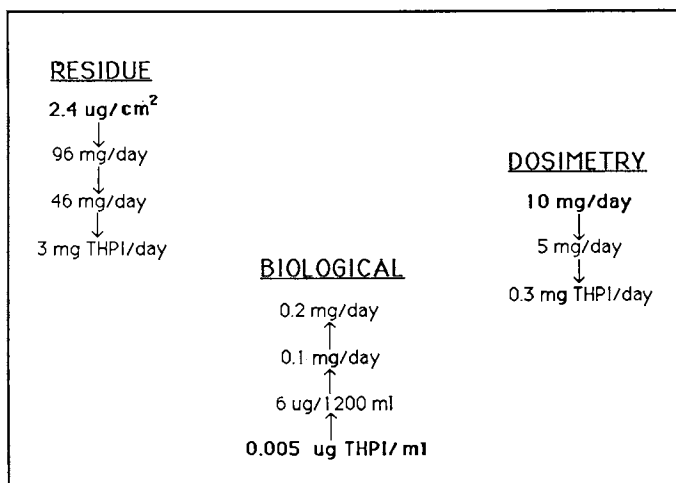 RESIDUE
2.4 ug/cm²
96 mg/day
46 mg/day
3 mg THPI/day
BIOLOGICAL
0.2 mg/day
0.1 mg/day
6 ug/1200 ml
0.005 ug THPI/ml
DOSIMETRY
10 mg/day
5 mg/day
0.3 mg THPI/day